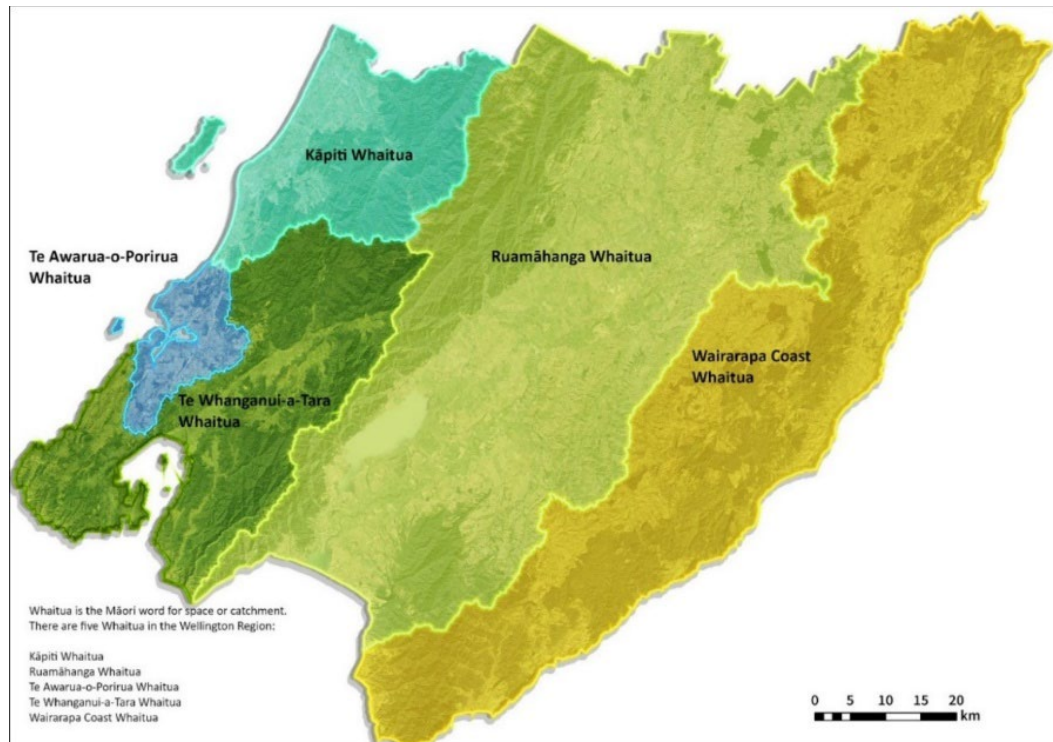 Kāpiti Whaitua
Te Awarua-o-Porirua
Whaitua
Ruamāhanga Whaitua
Wairarapa Coast
Whaitua
Te Whanganui-a-Tara
Whaitua
Whaitua is the Māori word for space or catchment.
There are five Whaitua in the Wellington Region:
Kāpiti Whaitua
Ruamāhanga Whaitua
Te Awarua-o-Porirua Whaitua
Te Whanganui-a-Tara Whaitua
Wairarapa Coast Whaitua
0 5 10 15 20
km